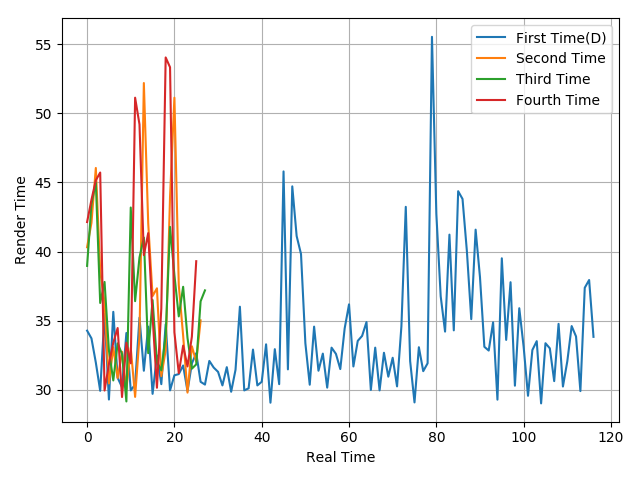 First Time(D)
Second Time
Third Time
Fourth Time
55
50
45
40
35
30
Render Time
0 20 40 60 80 100 120
Real Time